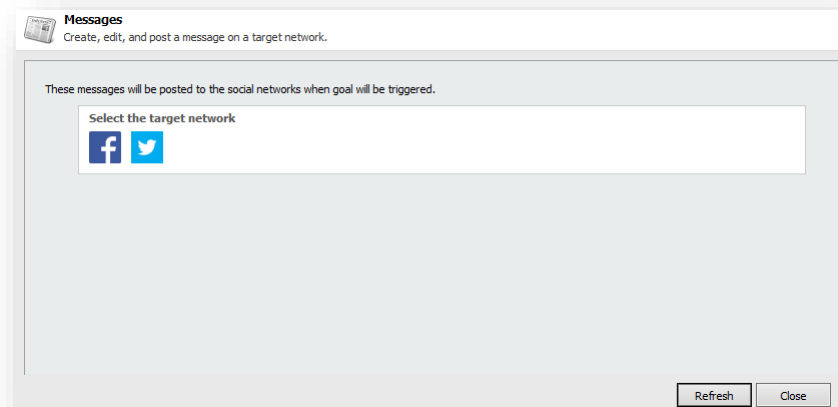 Messages
Create, edit, and post a message on a target network.
These messages will be posted to the social networks when goal will be triggered.
Select the target network
Refresh
Close